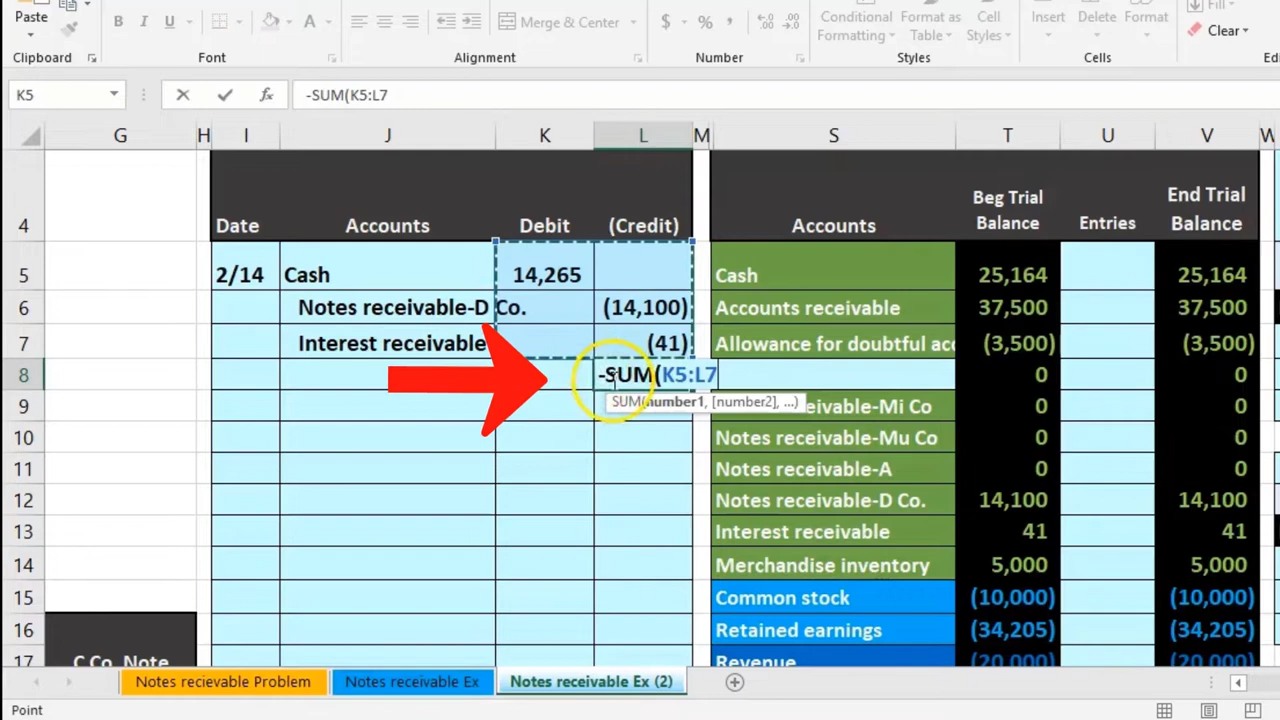 Paste
B I U A
Merge & Center
$ % ,
Conditional Formatting
Format as Table
Cell Styles
Insert Delete Format
Fill
Clear
Clipboard Font Alignment Number Styles Cells
K5 fx -SUM(K5:L7
G H I J K L M S T U V W
4 Date Accounts Debit (Credit) Accounts Beg Trial Balance Entries End Trial Balance
5 2/14 Cash 14,265 Cash 25,164 25,164
6 Notes receivable-D Co. (14,100) Accounts receivable 37,500 37,500
7 Interest receivable (41) Allowance for doubtful acc (3,500) (3,500)
8 -SUM(K5:L7 0 0
SUM(number1, [number2], ...)
9 eivable-Mi Co 0 0
10 Notes receivable-Mu Co 0 0
11 Notes receivable-A 0 0
12 Notes receivable-D Co. 14,100 14,100
13 Interest receivable 41 41
14 Merchandise inventory 5,000 5,000
15 Common stock (10,000) (10,000)
16 Retained earnings (34,205) (34,205)
17 C Co. Note Revenue (20,000) (20,000)
Notes recievable Problem Notes receivable Ex Notes receivable Ex (2)
Point